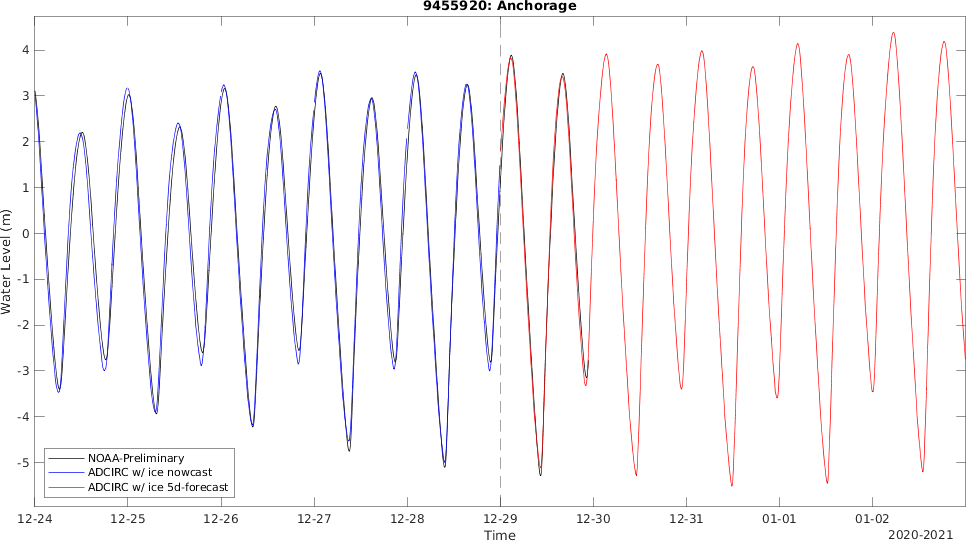 9455920: Anchorage
4
3
2
1
0
-1
-2
-3
-4
-5
Water Level (m)
NOAA-Preliminary
ADCIRC w/ ice nowcast
ADCIRC w/ ice 5d-forecast
12-24 12-25 12-26 12-27 12-28 12-29 12-30 12-31 01-01 01-02
Time
2020-2021